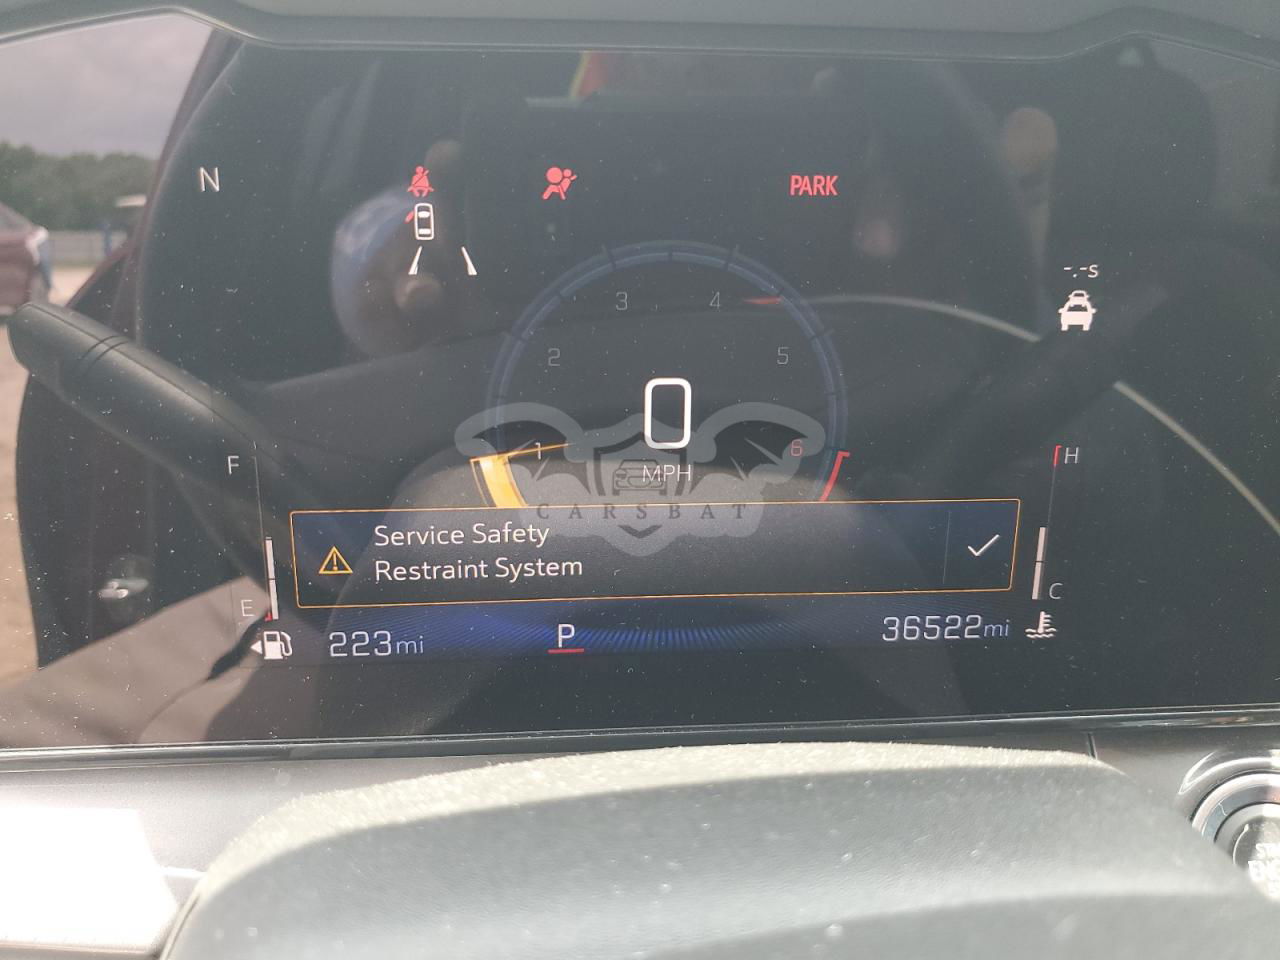 N
PARK
-.-s
3
4
2
5
0
1
6
MPH
F
H
CARSBAT
Service Safety
Restraint System
E
C
223mi
P
36522mi